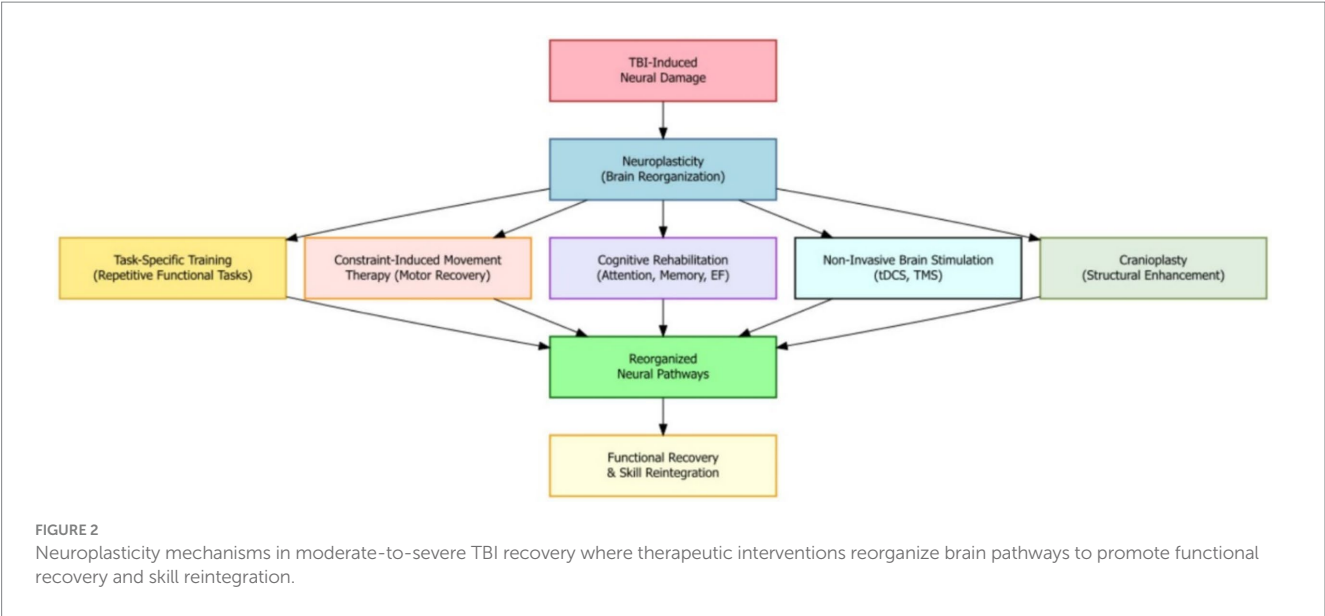 TBI-Induced
Neural Damage
Neuroplasticity
(Brain Reorganization)
Task-Specific Training
(Repetitive Functional Tasks)
Constraint-Induced Movement
Therapy (Motor Recovery)
Cognitive Rehabilitation
(Attention, Memory, EF)
Non-Invasive Brain Stimulation
(tDCS, TMS)
Cranioplasty
(Structural Enhancement)
Reorganized
Neural Pathways
Functional Recovery
& Skill Reintegration
FIGURE 2
Neuroplasticity mechanisms in moderate-to-severe TBI recovery where therapeutic interventions reorganize brain pathways to promote functional
recovery and skill reintegration.